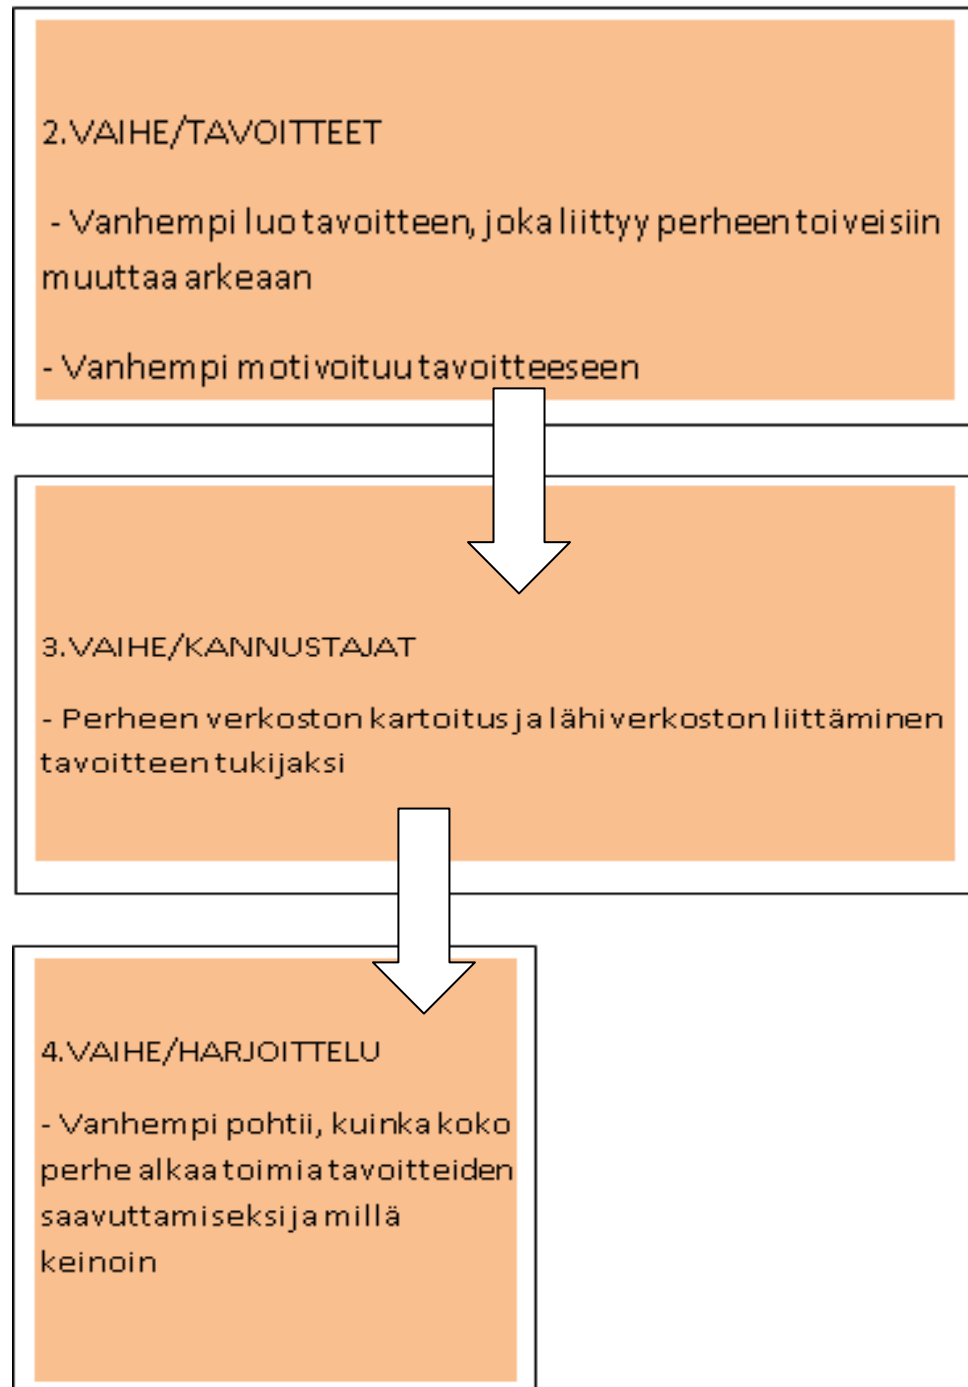 2.VAIHE/TAVOITTEET
- Vanhempi luo tavoitteen, joka liittyy perheen toiveisiin
muuttaa arkeaan
- Vanhempi motivoituu tavoitteeseen
3.VAIHE/KANNUSTAJAT
- Perheen verkoston kartoitus ja lähiverkoston liittäminen
tavoitteen tukijaksi
4.VAIHE/HARJOITTELU
- Vanhempi pohtii, kuinka koko
perhe alkaa toimia tavoitteiden
saavuttamiseksi ja millä
keinoin